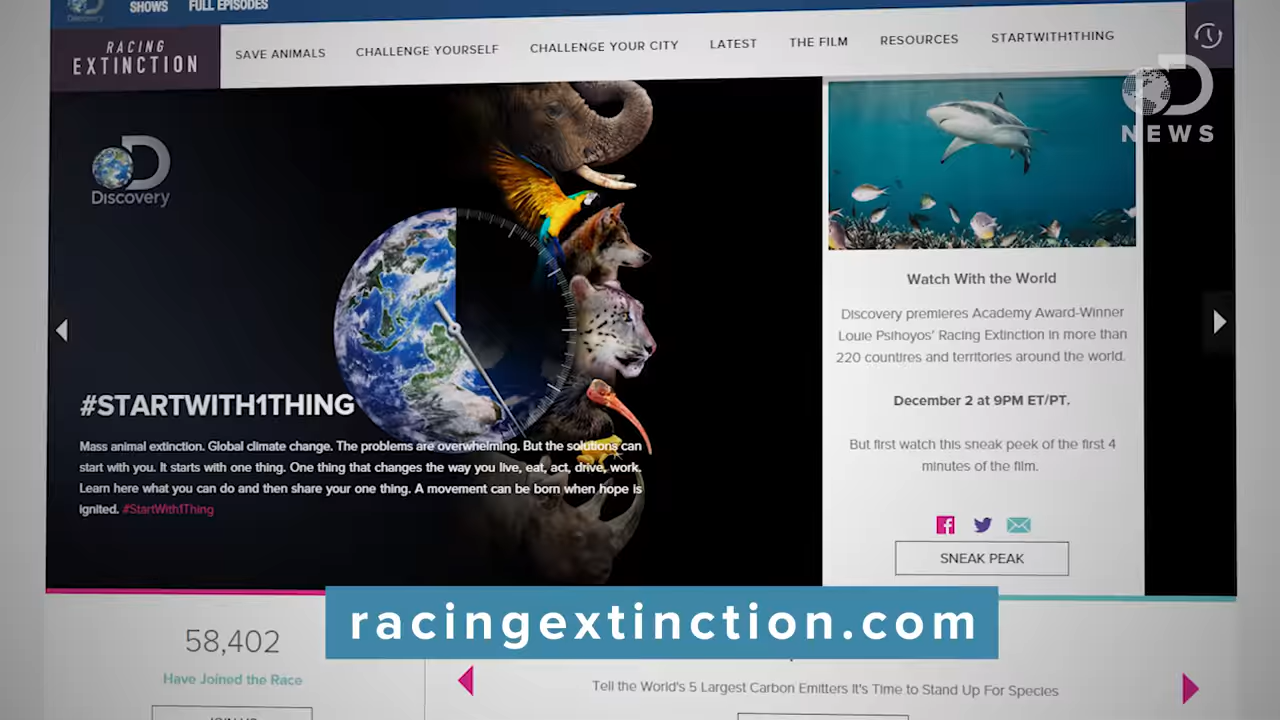 Discovery
SHOWS
FULL EPISODES
RACING
EXTINCTION
SAVE ANIMALS
CHALLENGE YOURSELF
CHALLENGE YOUR CITY
LATEST
THE FILM
RESOURCES
STARTWITH1THING
NEWS
Discovery
#STARTWITH1THING
Mass animal extinction. Global climate change. The problems are overwhelming. But the solutions can
start with you. It starts with one thing. One thing that changes the way you live, eat, act, drive, work.
Learn here what you can do and then share your one thing. A movement can be born when hope is
ignited. #StartWith1Thing
Watch With the World
Discovery premieres Academy Award-Winner
Louie Psihoyos' Racing Extinction in more than
220 countires and territories around the world.
December 2 at 9PM ET/PT.
But first watch this sneak peek of the first 4
minutes of the film.
SNEAK PEAK
racingextinction.com
58,402
Have Joined the Race
JOIN US
Tell the World's 5 Largest Carbon Emitters It's Time to Stand Up For Species